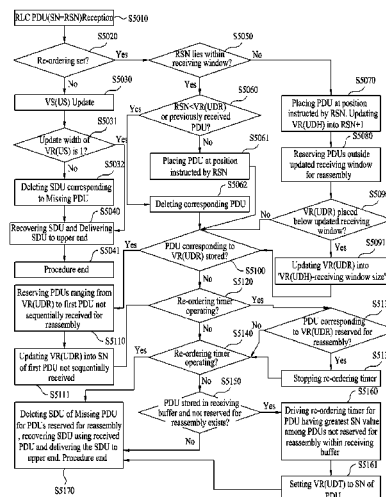 RLC PDU(SN=RSN)Reception
S5010
S5020
Re-ordering set?
Yes
No
S5030
VS(US) Update
S5031
Update width of
VR(US) is 1?
Yes
No
S5032
Deleting SDU corresponding
to Missing PDU
S5040
Recovering SDU and Delivering
SDU to upper end
S5041
Procedure end
Reserving PDUs ranging
from VR(UDR) to first PDU not
sequentially received for
reassembly
S5110
Updating VR(UDR) into SN
of first PDU not sequentially
received
S5111
Deleting SDU of Missing PDU
for PDUs reserved for reassembly
, recovering SDU using received
PDU and delivering the SDU to
upper end. Procedure end
S5170
S5050
RSN lies within
receiving window?
Yes
No
S5060
RSN<VR(UDR)
or previously received
PDU?
Yes
No
S5061
Placing PDU at position
instructed by RSN
S5062
Deleting corresponding PDU
PDU corresponding to
VR(UDR) stored?
Yes
S5100
No
S5120
Re-ordering timer
operating?
Yes
No
S5140
Re-ordering timer
operating?
Yes
No
S5150
PDU stored in receiving
buffer and not reserved for
reassembly exists?
No
Yes
S5070
Placing PDU at position
instructed by RSN. Updating
VR(UDH) into RSN+1
S5080
Reserving PDUs outside
updated receiving
window for reassembly
S509
VR(UDR) placed
below updated receiving
window?
No
Yes
S5091
Updating VR(UDR) into
"VR(UDH)-receiving window size"
PDU corresponding
to VR(UDR) reserved for
reassembly?
No
Yes
Stopping re-ordering timer
S5160
Driving re-ordering timer for
PDU having greatest SN value
among PDUs not reserved for
reassembly within receiving
buffer
S5161
Setting VR(UDT) to SN of
PDU